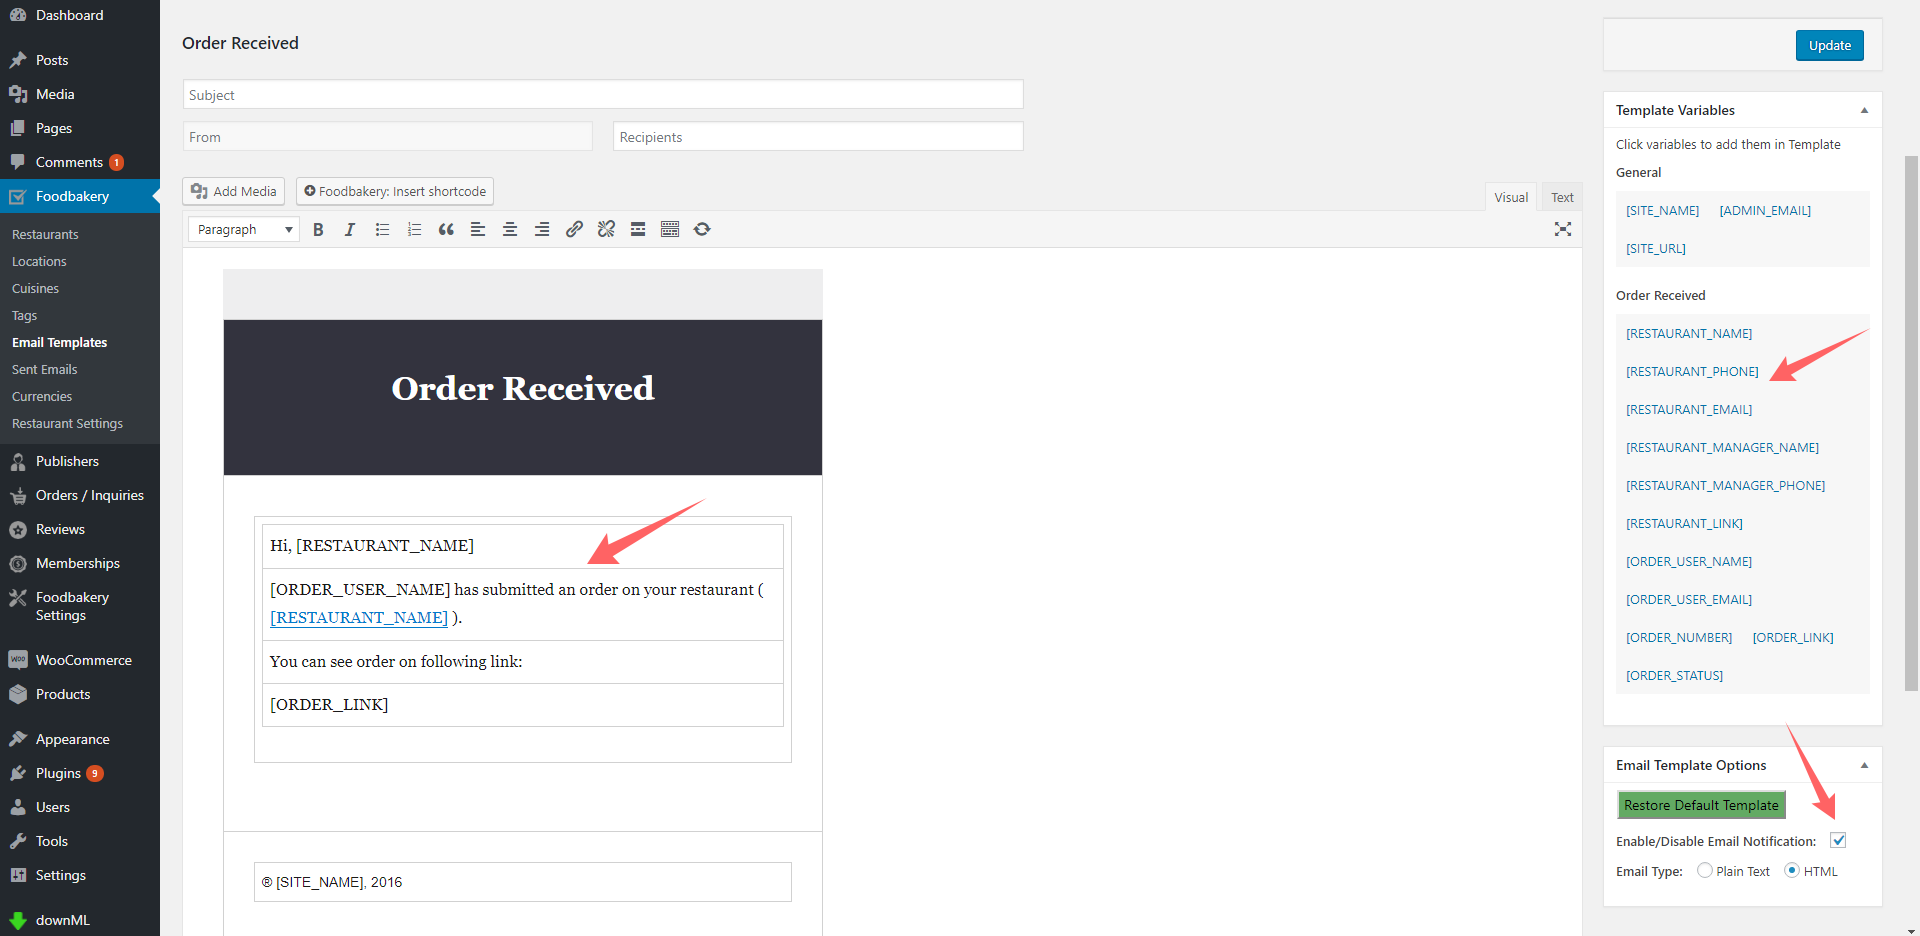 Dashboard
Posts
Media
Pages
Comments 1
Foodbakery
Restaurants
Locations
Cuisines
Tags
Email Templates
Sent Emails
Currencies
Restaurant Settings
Publishers
Orders / Inquiries
Reviews
Memberships
Foodbakery
Settings
WooCommerce
Products
Appearance
Plugins 9
Users
Tools
Settings
downML
Order Received
Subject
From
Recipients
Add Media
Foodbakery: Insert shortcode
Visual
Text
Paragraph
Order Received
Hi, [RESTAURANT_NAME]
[ORDER_USER_NAME] has submitted an order on your restaurant (
[RESTAURANT_NAME] ).
You can see order on following link:
[ORDER_LINK]
® [SITE_NAME], 2016
Update
Template Variables
Click variables to add them in Template
General
[SITE_NAME] [ADMIN_EMAIL]
[SITE_URL]
Order Received
[RESTAURANT_NAME]
[RESTAURANT_PHONE]
[RESTAURANT_EMAIL]
[RESTAURANT_MANAGER_NAME]
[RESTAURANT_MANAGER_PHONE]
[RESTAURANT_LINK]
[ORDER_USER_NAME]
[ORDER_USER_EMAIL]
[ORDER_NUMBER] [ORDER_LINK]
[ORDER_STATUS]
Email Template Options
Restore Default Template
Enable/Disable Email Notification:
Email Type: Plain Text HTML